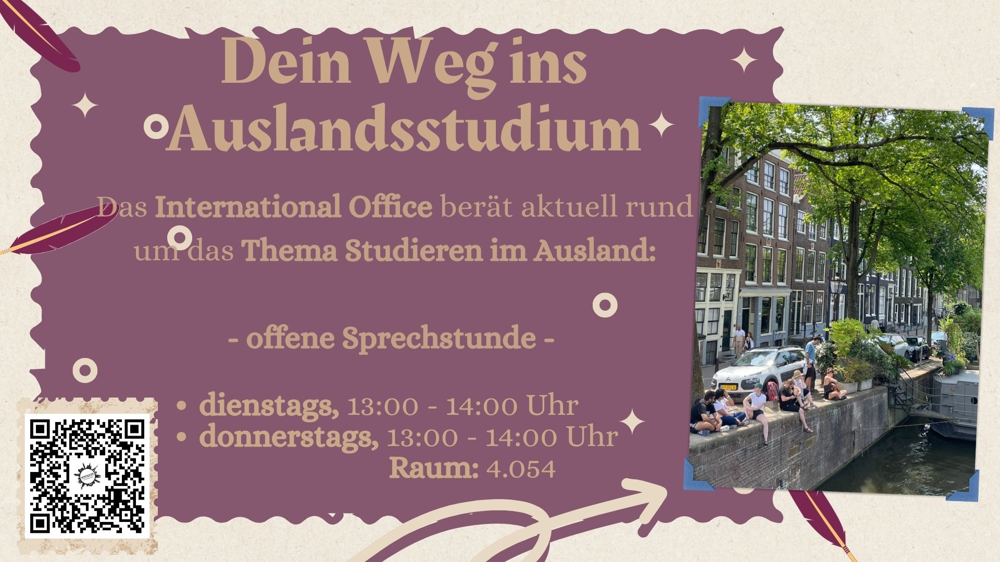 Dein Weg ins
Auslandsstudium
Das International Office berät aktuell rund
um das Thema Studieren im Ausland:
- offene Sprechstunde -
• dienstags, 13:00 - 14:00 Uhr
• donnerstags, 13:00 - 14:00 Uhr
Raum: 4.054